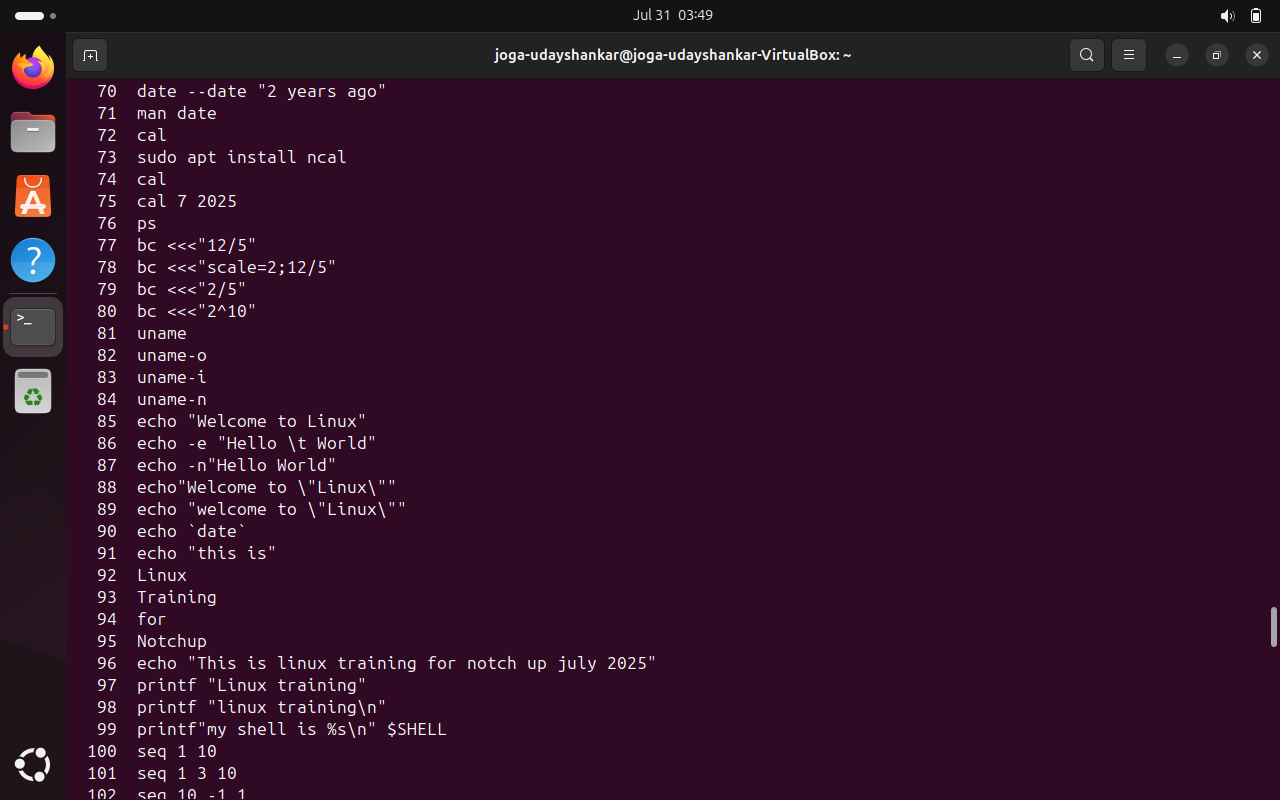 Jul 31 03:49
joga-udayshankar@joga-udayshankar-VirtualBox: ~
70 date --date "2 years ago"
71 man date
72 cal
73 sudo apt install ncal
74 cal
75 cal 7 2025
76 ps
77 bc <<<"12/5"
78 bc <<<"scale=2;12/5"
79 bc <<<"2/5"
80 bc <<<"2^10"
81 uname
82 uname-o
83 uname-i
84 uname-n
85 echo "Welcome to Linux"
86 echo -e "Hello \t World"
87 echo -n"Hello World"
88 echo"Welcome to \"Linux\""
89 echo "welcome to \"Linux\""
90 echo `date`
91 echo "this is"
92 Linux
93 Training
94 for
95 Notchup
96 echo "This is linux training for notch up july 2025"
97 printf "Linux training"
98 printf "linux training\n"
99 printf"my shell is %s\n" $SHELL
100 seq 1 10
101 seq 1 3 10
102 seq 10 -1 1